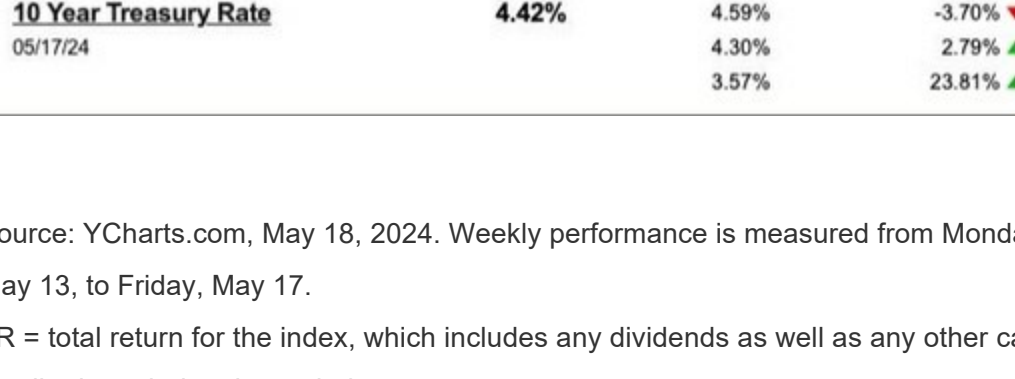 10 Year Treasury Rate 4.42% 4.59% -3.70%
05/17/24 4.30% 2.79%
3.57% 23.81%
ource: YCharts.com, May 18, 2024. Weekly performance is measured from Monda
ay 13, to Friday, May 17.
R = total return for the index, which includes any dividends as well as any other ca